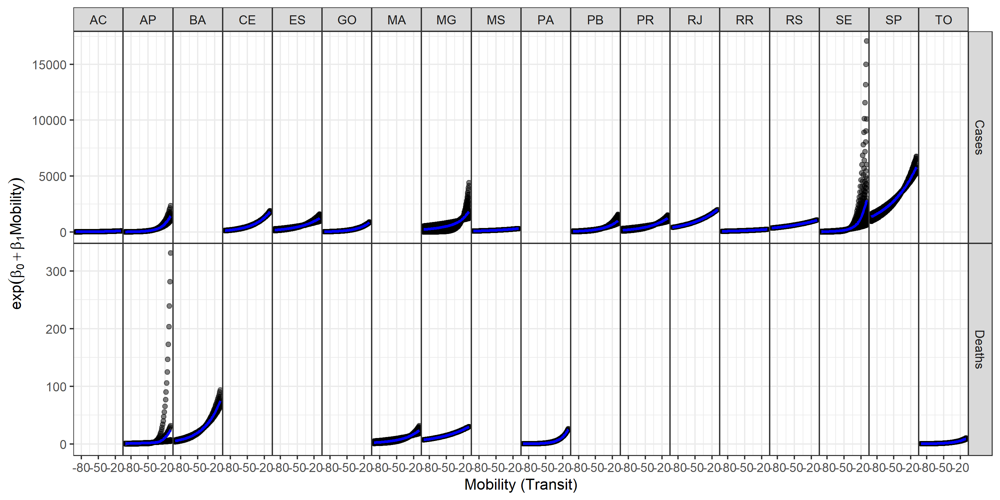 AC AP BA CE ES GO MA MG MS PA PB PR RJ RR RS SE SP TO
15000
10000
5000
0
Cases
300
200
100
0
Deaths
exp(β0+β1Mobility)
-80-50-20-80-50-20-80-50-20-80-50-20-80-50-20-80-50-20-80-50-20-80-50-20-80-50-20-80-50-20-80-50-20-80-50-20-80-50-20-80-50-20-80-50-20-80-50-20-80-50-20-80-50-20
Mobility (Transit)